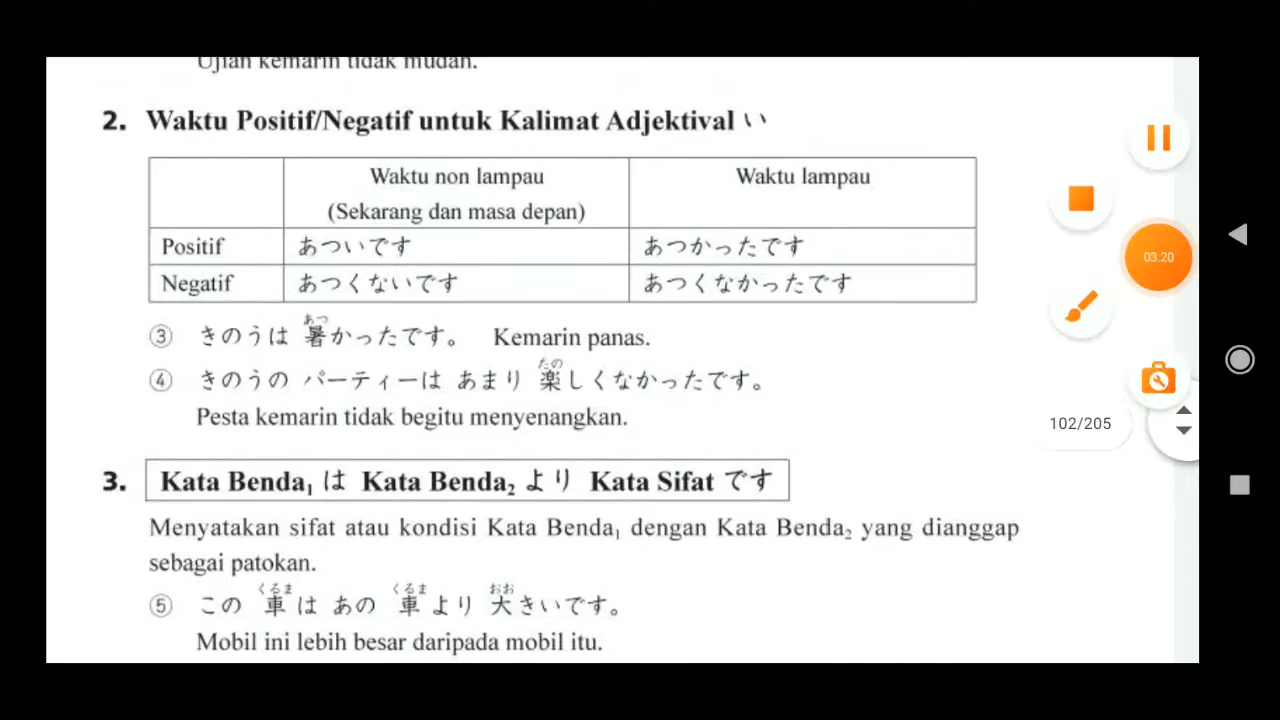 Ujian kemarin tidak mudah.
2. Waktu Positif/Negatif untuk Kalimat Adjektival い
Waktu non lampau
(Sekarang dan masa depan)
Waktu lampau
Positif あついです あつかったです
Negatif あつくないです あつくなかったです
あつ
③ きのうは 暑かったです。 Kemarin panas.
たの
④ きのうの パーティーは あまり 楽しくなかったです。
Pesta kemarin tidak begitu menyenangkan.
3. Kata Benda₁ は Kata Benda₂ より Kata Sifat です
Menyatakan sifat atau kondisi Kata Benda₁ dengan Kata Benda₂ yang dianggap
sebagai patokan.
くるま くるま おお
⑤ この 車は あの 車より 大きいです。
Mobil ini lebih besar daripada mobil itu.
03.20
102/205